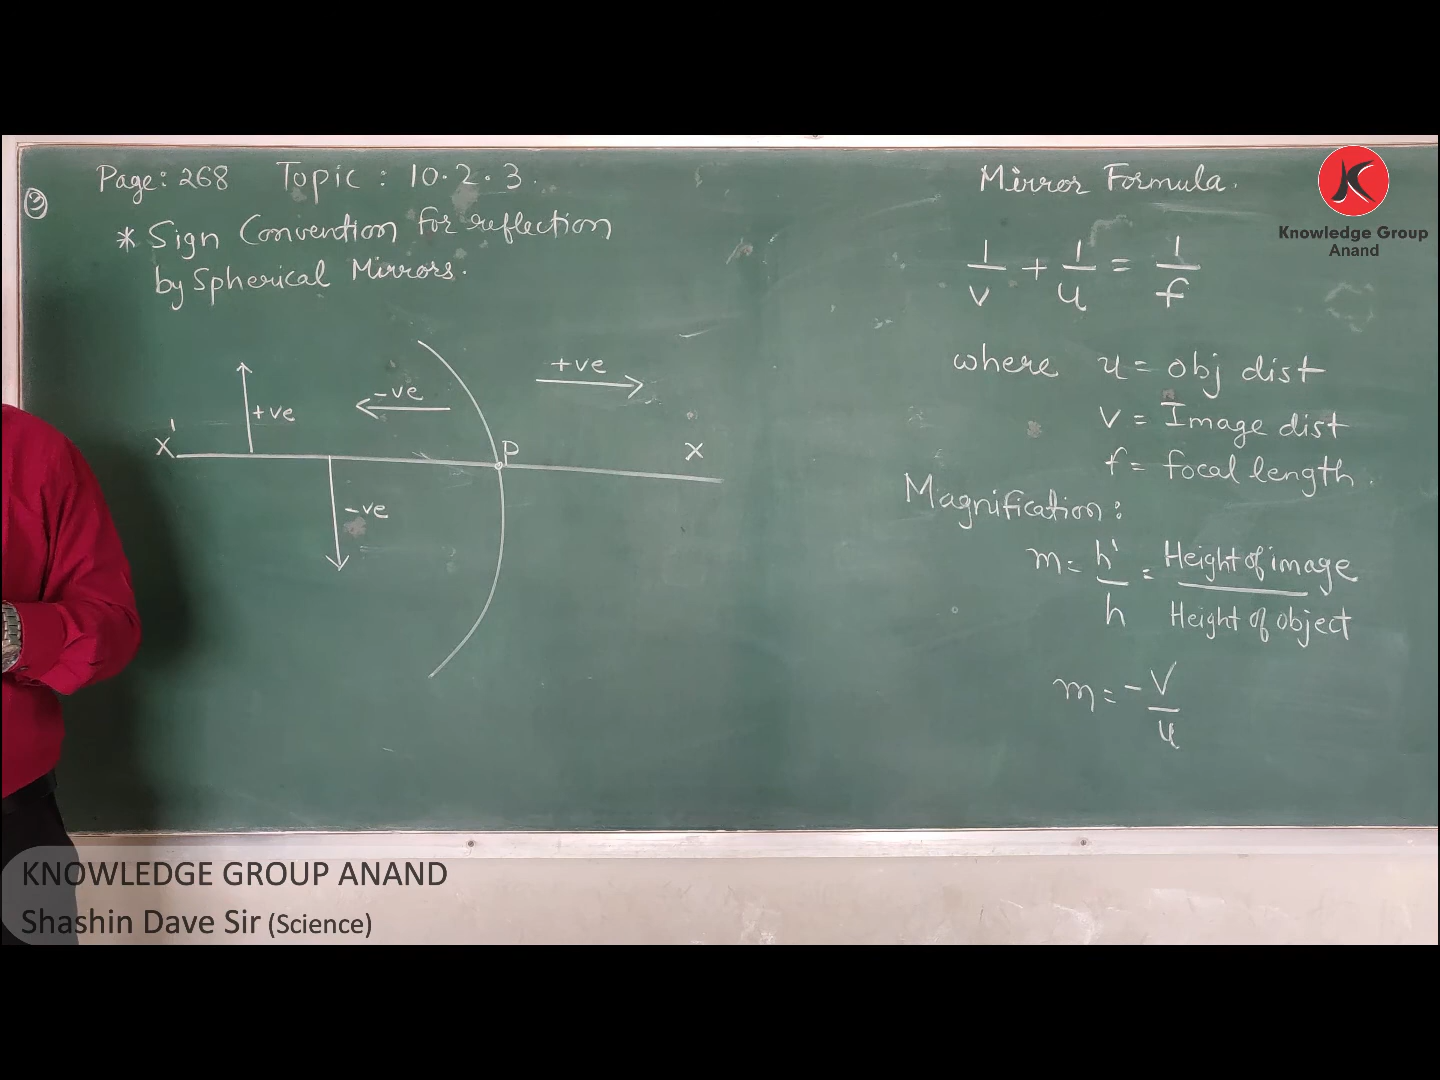 Page: 268 Topic : 10.2.3.
②
* Sign Convention for reflection
by Spherical Mirrors.
+ve
-ve
+ve
X'
P
X
-ve
Mirror Formula.
1/v + 1/u = 1/f
where u = obj dist
v = Image dist
f = focal length.
Magnification :
m = h'/h = Height of image / Height of object
m = -v/u
Knowledge Group
Anand
KNOWLEDGE GROUP ANAND
Shashin Dave Sir (Science)